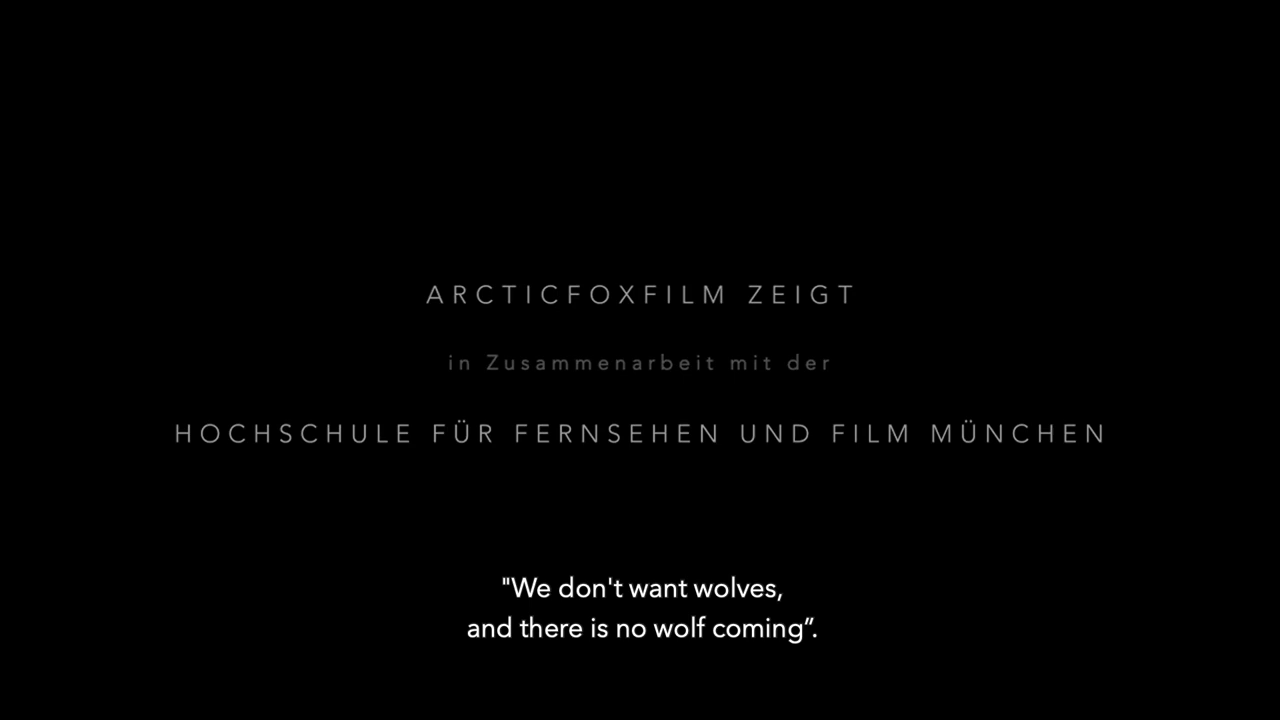 ARCTICFOXFILM ZEIGT
in Zusammenarbeit mit der
HOCHSCHULE FÜR FERNSEHEN UND FILM MÜNCHEN
"We don't want wolves,
and there is no wolf coming”.